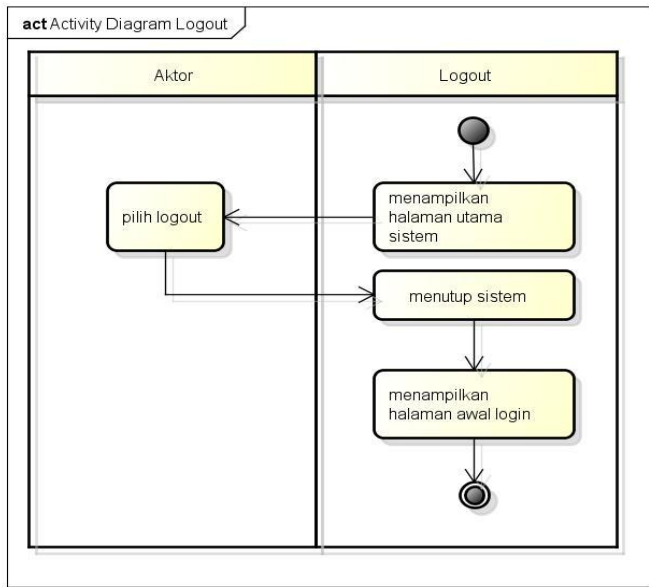 act Activity Diagram Logout
Aktor
Logout
menampilkan
halaman utama
sistem
pilih logout
menutup sistem
menampilkan
halaman awal login